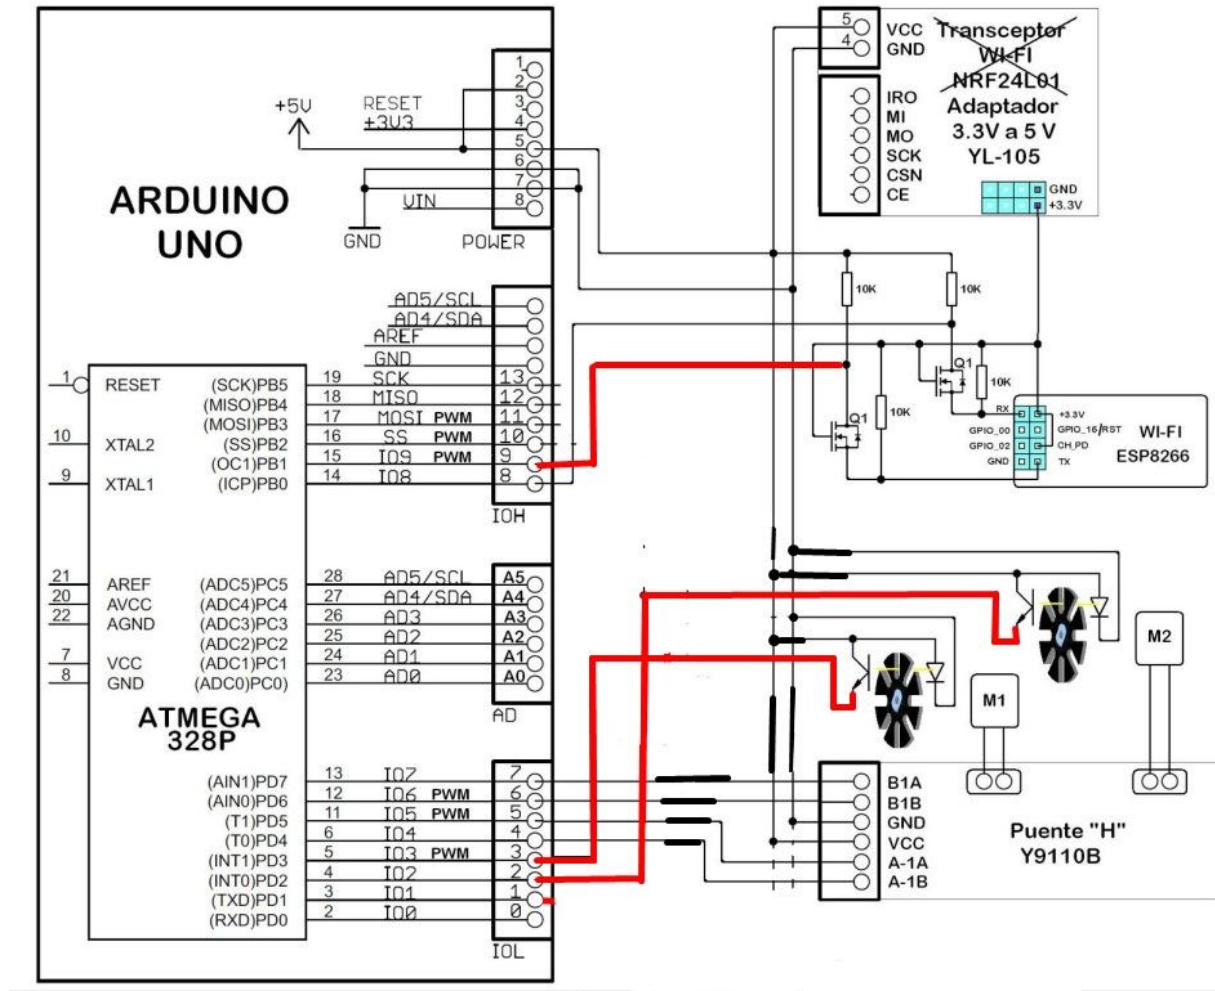 ARDUINO
UNO
+5V
RESET
+3V3
VIN
GND
1
2
3
4
5
6
7
8
POWER
AD5/SCL
AD4/SDA
AREF
GND
SCK
13
MISO
12
MOSI PWM
11
SS PWM
10
IO9 PWM
9
IO8
8
IOH
1
RESET
(SCK)PB5
19
(MISO)PB4
18
10
XTAL2
(MOSI)PB3
17
(SS)PB2
16
(OC1)PB1
15
9
XTAL1
(ICP)PB0
14
21
AREF
(ADC5)PC5
28
AD5/SCL
A5
20
AVCC
(ADC4)PC4
27
AD4/SDA
A4
22
AGND
(ADC3)PC3
26
AD3
A3
(ADC2)PC2
25
AD2
A2
7
VCC
(ADC1)PC1
24
AD1
A1
8
GND
(ADC0)PC0)
23
AD0
A0
AD
ATMEGA
328P
(AIN1)PD7
13
IO7
7
(AIN0)PD6
12
IO6 PWM
6
(T1)PD5
11
IO5 PWM
5
(T0)PD4
6
IO4
4
(INT1)PD3
5
IO3 PWM
3
(INT0)PD2
4
IO2
2
(TXD)PD1
3
IO1
1
(RXD)PD0
2
IO0
0
IOL
5
VCC
4
GND
Transceptor
WI-FI
NRF24L01
Adaptador
3.3V a 5 V
YL-105
IRO
MI
MO
SCK
CSN
CE
GND
+3.3V
10K
10K
Q1
10K
Q1
10K
RX
+3.3V
GPIO_00
GPIO_16/RST
GPIO_02
CH_PD
GND
TX
WI-FI
ESP8266
M2
M1
B1A
B1B
GND
VCC
A-1A
A-1B
Puente "H"
Y9110B